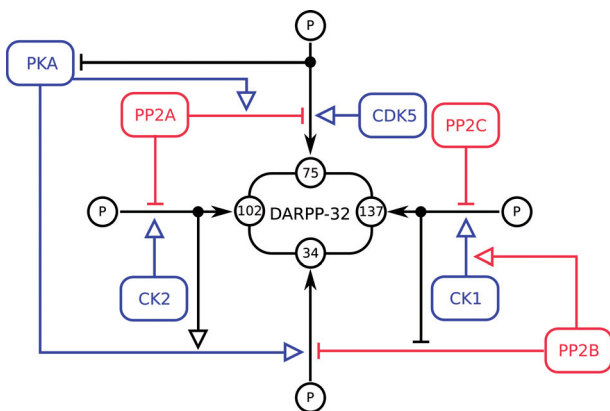 P
PKA
PP2A
CDK5
PP2C
75
P
102
DARPP-32
137
P
34
CK2
CK1
PP2B
P